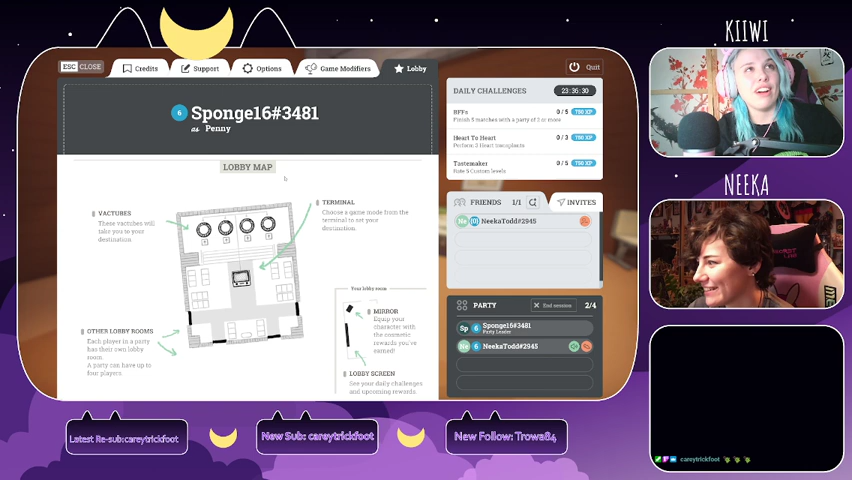 KIIWI
ESC CLOSE
Credits
Support
Options
Game Modifiers
Lobby
Quit
6 Sponge16#3481
as Penny
LOBBY MAP
VACTURES
These vactures will
take you to your
destination.
TERMINAL
Choose a game mode from the
terminal to set your
destination.
OTHER LOBBY ROOMS
Each player in a party
has their own lobby
room.
A party can have up to
four players.
Your lobby room
MIRROR
Equip your
character with
the cosmetic
rewards you've
earned!
LOBBY SCREEN
See your daily challenges
and upcoming rewards.
DAILY CHALLENGES
23:36:30
BFFs
0 / 5
750 XP
Finish 5 matches with a party of 2 or more
Heart To Heart
0 / 3
750 XP
Perform 3 Heart transplants
Tastemaker
0 / 5
750 XP
Rate 5 Custom levels
FRIENDS 1/1
INVITES
Ne NeekaTodd#2945
PARTY
End session
2/4
Sp 6 Sponge16#3481
Party Leader
Ne 6 NeekaTodd#2945
NEEKA
Latest Re-sub:careytrickfoot
New Sub: careytrickfoot
New Follow: Trowa84
careytrickfoot